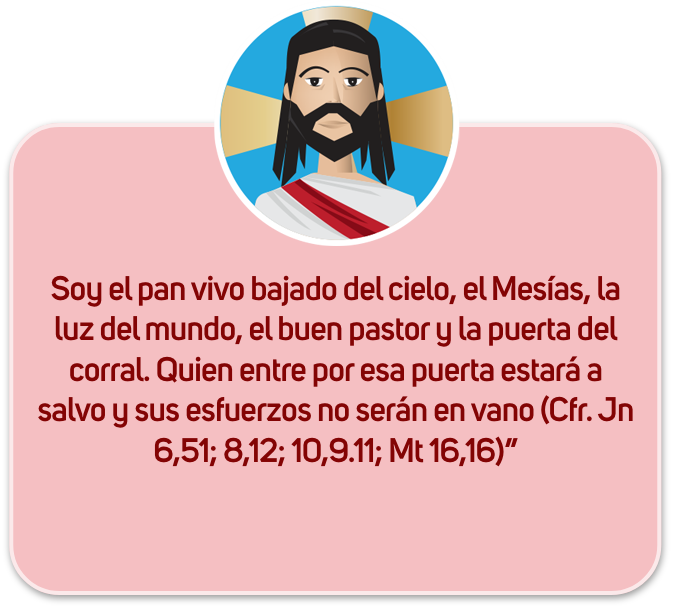 Soy el pan vivo bajado del cielo, el Mesías, la
luz del mundo, el buen pastor y la puerta del
corral. Quien entre por esa puerta estará a
salvo y sus esfuerzos no serán en vano (Cfr. Jn
6,51; 8,12; 10,9.11; Mt 16,16)”